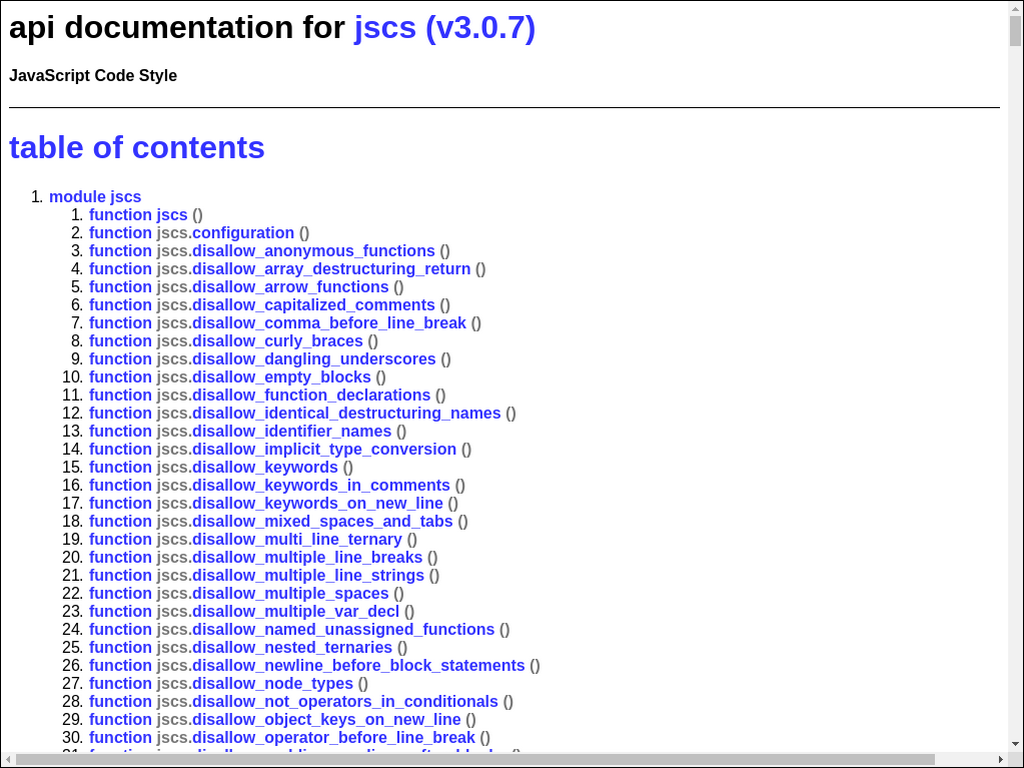 api documentation for jscs (v3.0.7)
JavaScript Code Style
table of contents
1. module jscs
1. function jscs ()
2. function jscs.configuration ()
3. function jscs.disallow_anonymous_functions ()
4. function jscs.disallow_array_destructuring_return ()
5. function jscs.disallow_arrow_functions ()
6. function jscs.disallow_capitalized_comments ()
7. function jscs.disallow_comma_before_line_break ()
8. function jscs.disallow_curly_braces ()
9. function jscs.disallow_dangling_underscores ()
10. function jscs.disallow_empty_blocks ()
11. function jscs.disallow_function_declarations ()
12. function jscs.disallow_identical_destructuring_names ()
13. function jscs.disallow_identifier_names ()
14. function jscs.disallow_implicit_type_conversion ()
15. function jscs.disallow_keywords ()
16. function jscs.disallow_keywords_in_comments ()
17. function jscs.disallow_keywords_on_new_line ()
18. function jscs.disallow_mixed_spaces_and_tabs ()
19. function jscs.disallow_multi_line_ternary ()
20. function jscs.disallow_multiple_line_breaks ()
21. function jscs.disallow_multiple_line_strings ()
22. function jscs.disallow_multiple_spaces ()
23. function jscs.disallow_multiple_var_decl ()
24. function jscs.disallow_named_unassigned_functions ()
25. function jscs.disallow_nested_ternaries ()
26. function jscs.disallow_newline_before_block_statements ()
27. function jscs.disallow_node_types ()
28. function jscs.disallow_not_operators_in_conditionals ()
29. function jscs.disallow_object_keys_on_new_line ()
30. function jscs.disallow_operator_before_line_break ()